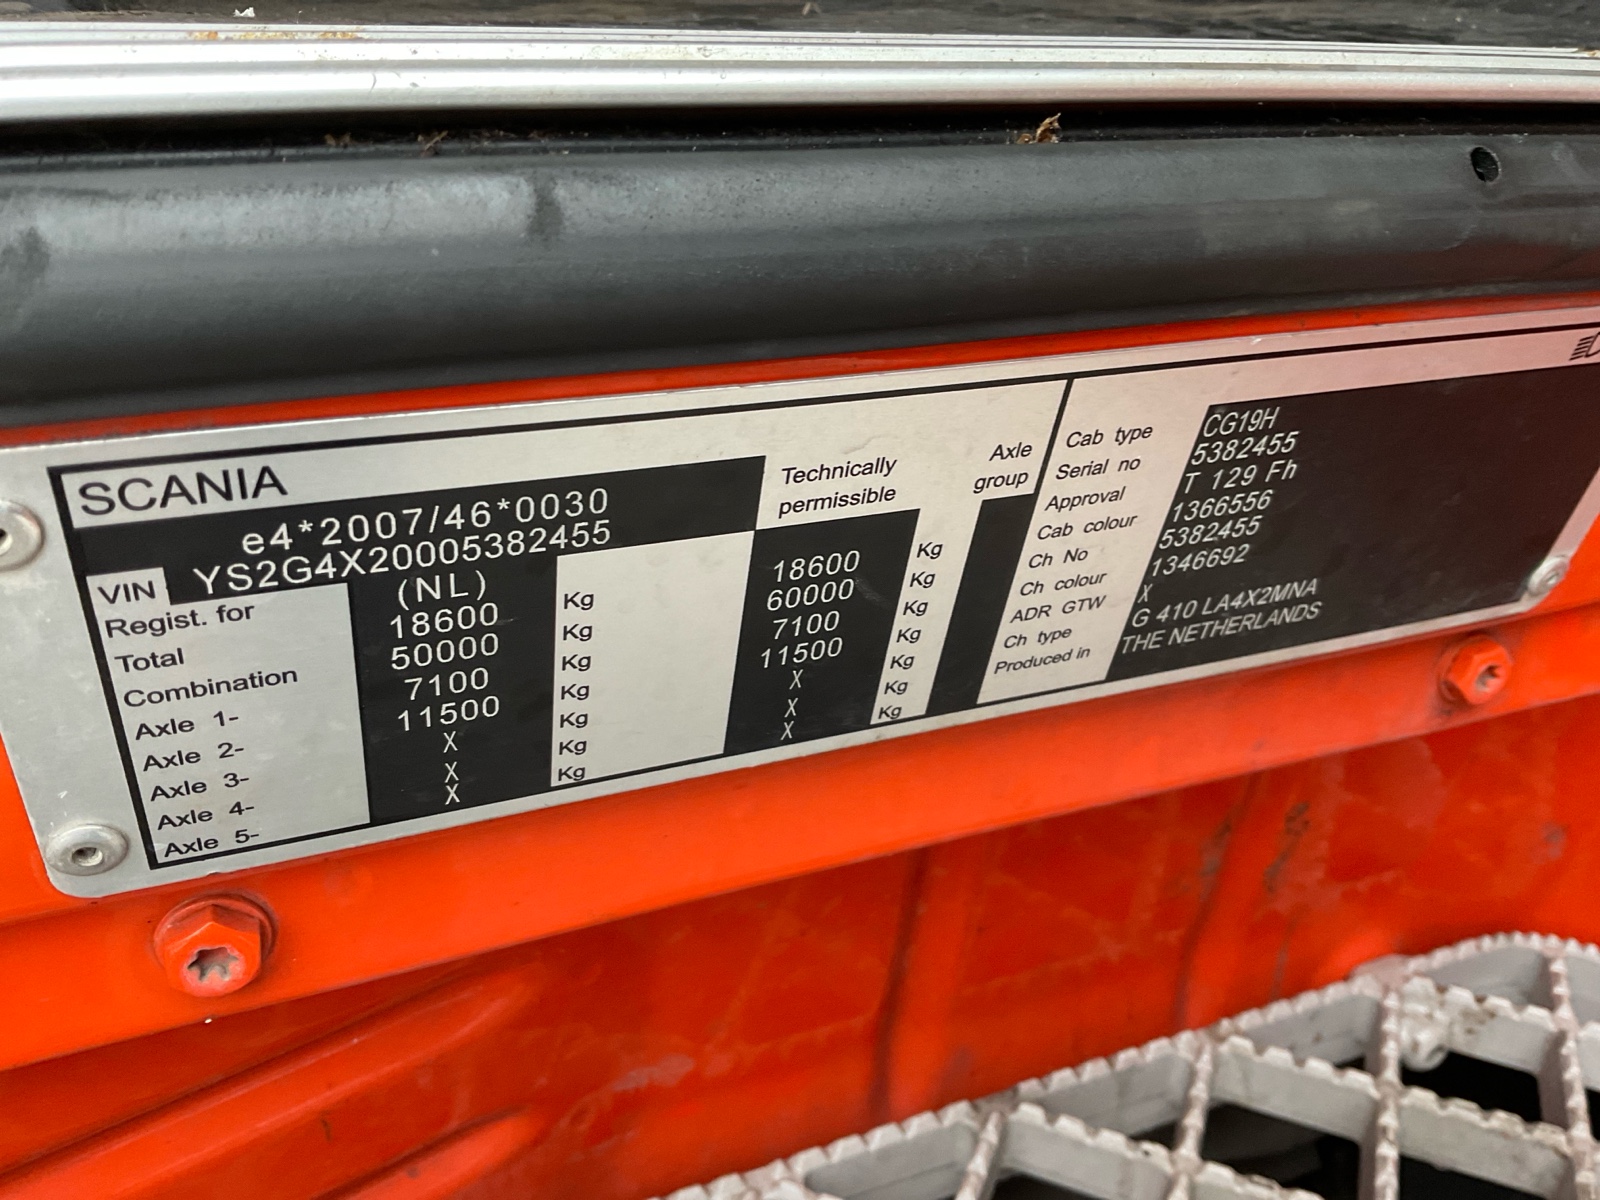 SCANIA
e4*2007/46*0030
VIN YS2G4X20005382455
Regist. for (NL)
Technically permissible
Axle group
Total 18600 Kg 18600 Kg
Combination 50000 Kg 60000 Kg
Axle 1- 7100 Kg 7100 Kg
Axle 2- 11500 Kg 11500 Kg
Axle 3- X Kg X Kg
Axle 4- X Kg X Kg
Axle 5- X Kg X Kg
Cab type CG19H
Serial no 5382455
Approval T 129 Fh
Cab colour 1366556
Ch No 5382455
Ch colour 1346692
ADR GTW X
Ch type G 410 LA4X2MNA
Produced in THE NETHERLANDS